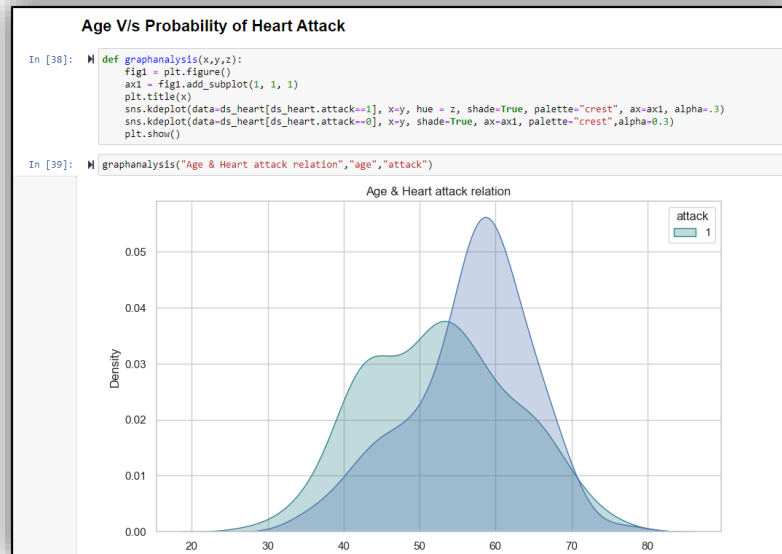 Age V/s Probability of Heart Attack
In [38]:
def graphanalysis(x,y,z):
    fig1 = plt.figure()
    ax1 = fig1.add_subplot(1, 1, 1)
    plt.title(x)
    sns.kdeplot(data=ds_heart[ds_heart.attack==1], x=y, hue = z, shade=True, palette="crest", ax=ax1, alpha=.3)
    sns.kdeplot(data=ds_heart[ds_heart.attack==0], x=y, shade=True, ax=ax1, palette="crest",alpha=0.3)
    plt.show()
In [39]:
graphanalysis("Age & Heart attack relation","age","attack")
Age & Heart attack relation
attack
1
0.05
0.04
0.03
0.02
0.01
0.00
Density
20 30 40 50 60 70 80